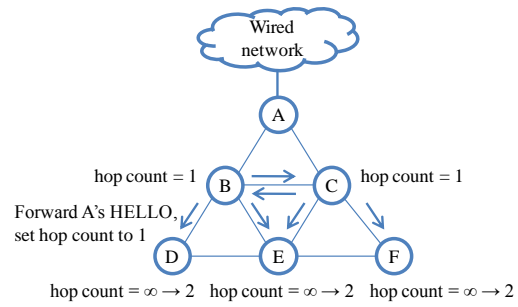 Wired
network
A
hop count = 1
B
C
hop count = 1
Forward A's HELLO,
set hop count to 1
D
E
F
hop count = ∞ → 2
hop count = ∞ → 2
hop count = ∞ → 2